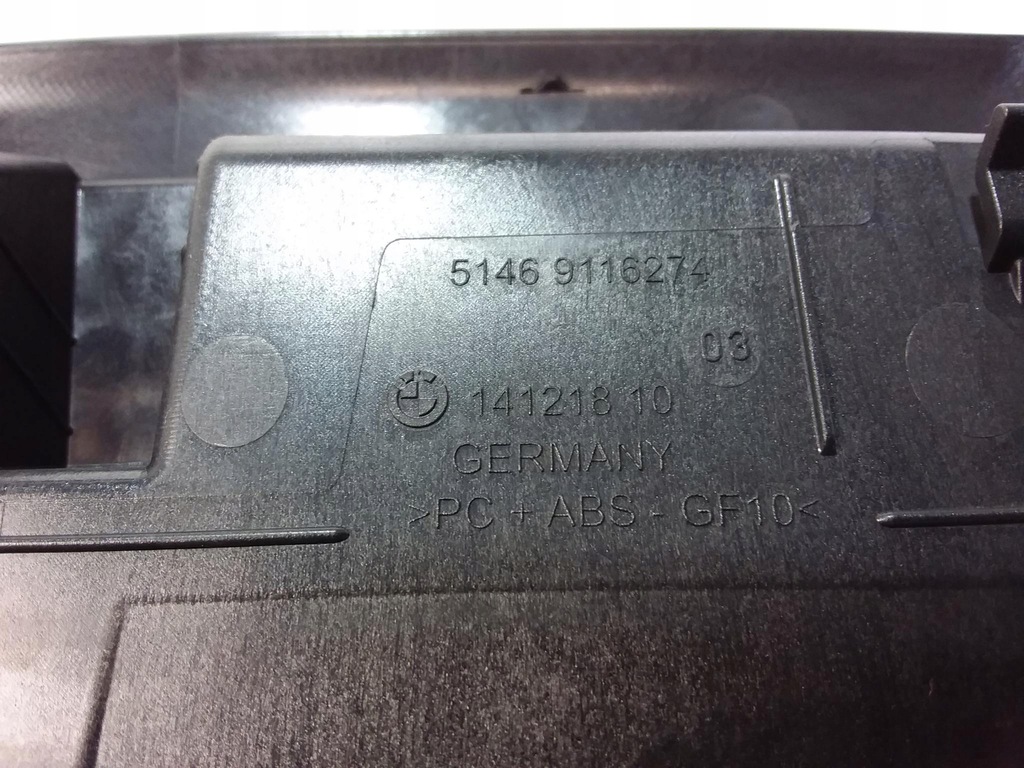 5146 9116274
03
141218 10
GERMANY
>PC + ABS - GF10<